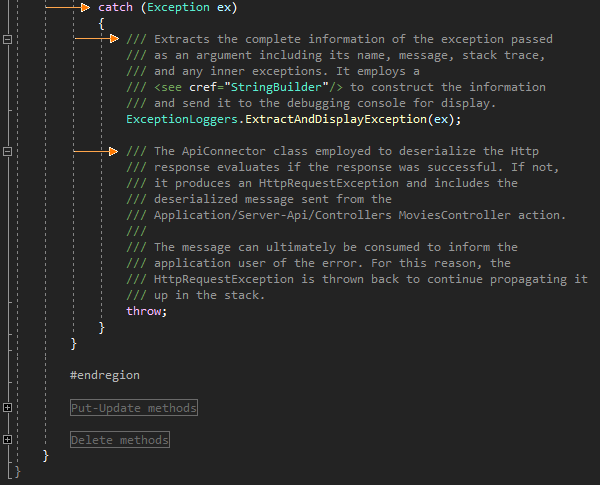 catch (Exception ex)
{
/// Extracts the complete information of the exception passed
/// as an argument including its name, message, stack trace,
/// and any inner exceptions. It employs a
/// <see cref="StringBuilder"/> to construct the information
/// and send it to the debugging console for display.
ExceptionLoggers.ExtractAndDisplayException(ex);
/// The ApiConnector class employed to deserialize the Http
/// response evaluates if the response was successful. If not,
/// it produces an HttpRequestException and includes the
/// deserialized message sent from the
/// Application/Server-Api/Controllers MoviesController action.
///
/// The message can ultimately be consumed to inform the
/// application user of the error. For this reason, the
/// HttpRequestException is thrown back to continue propagating it
/// up in the stack.
throw;
}
}
#endregion
Put-Update methods
Delete methods
}
}